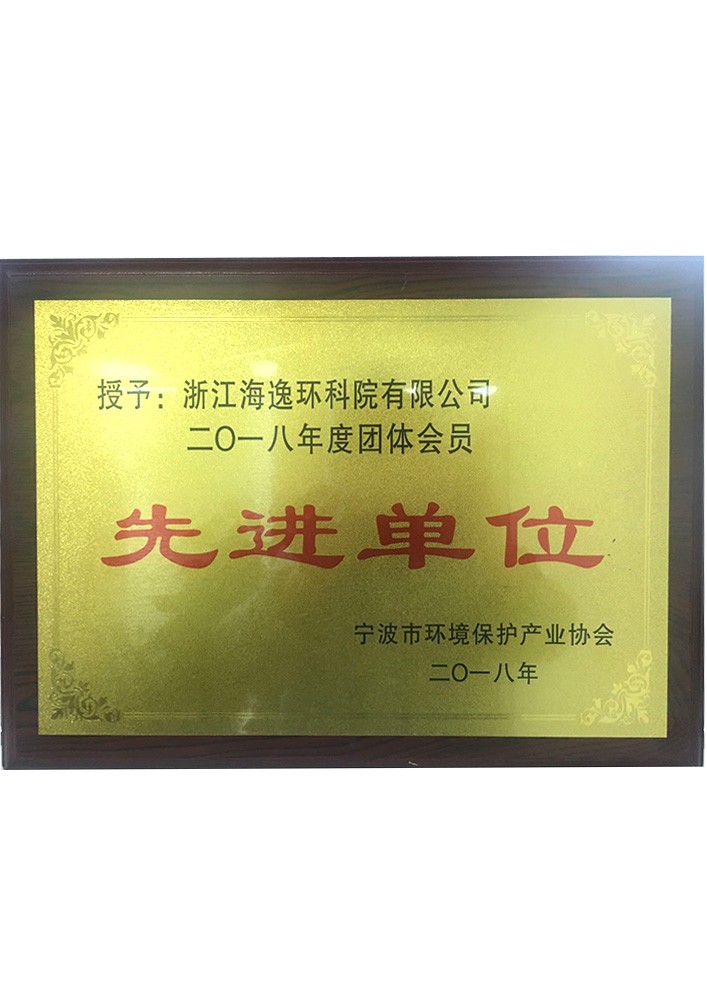 授予：浙江海逸环科院有限公司
二〇一八年度团体会员
先进单位
宁波市环境保护产业协会
二〇一八年